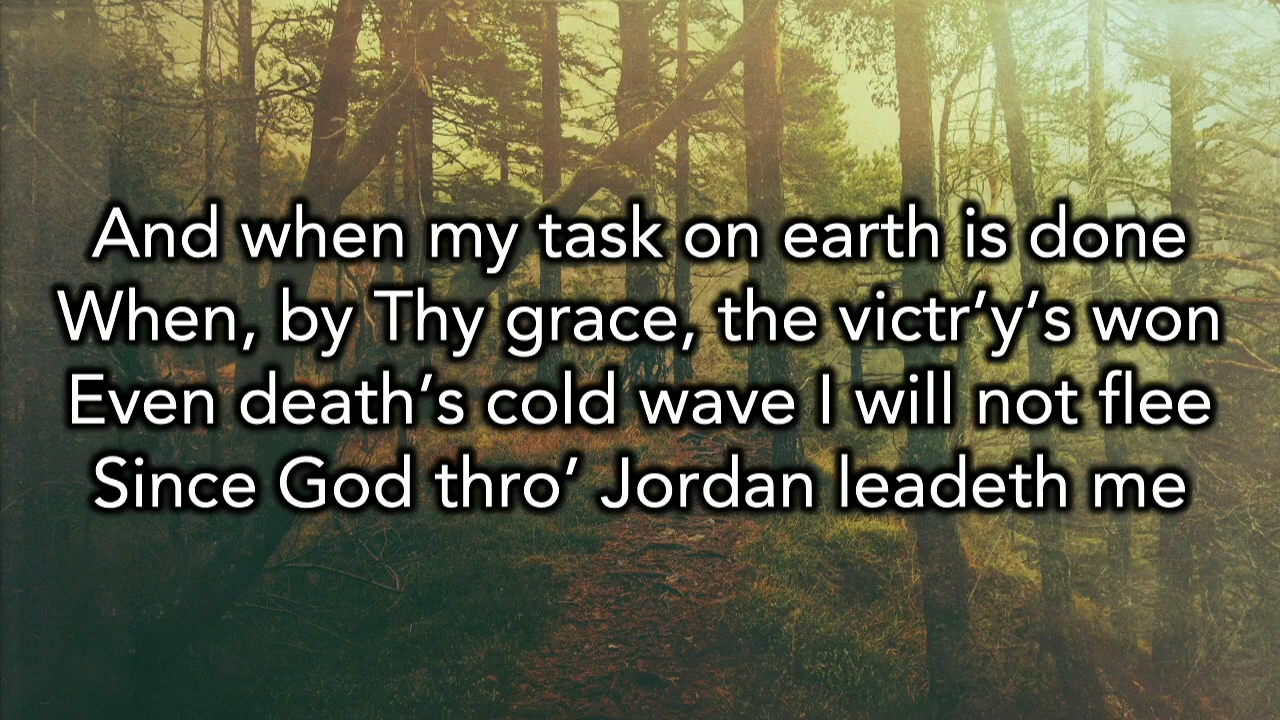 And when my task on earth is done
When, by Thy grace, the victr’y’s won
Even death’s cold wave I will not flee
Since God thro’ Jordan leadeth me